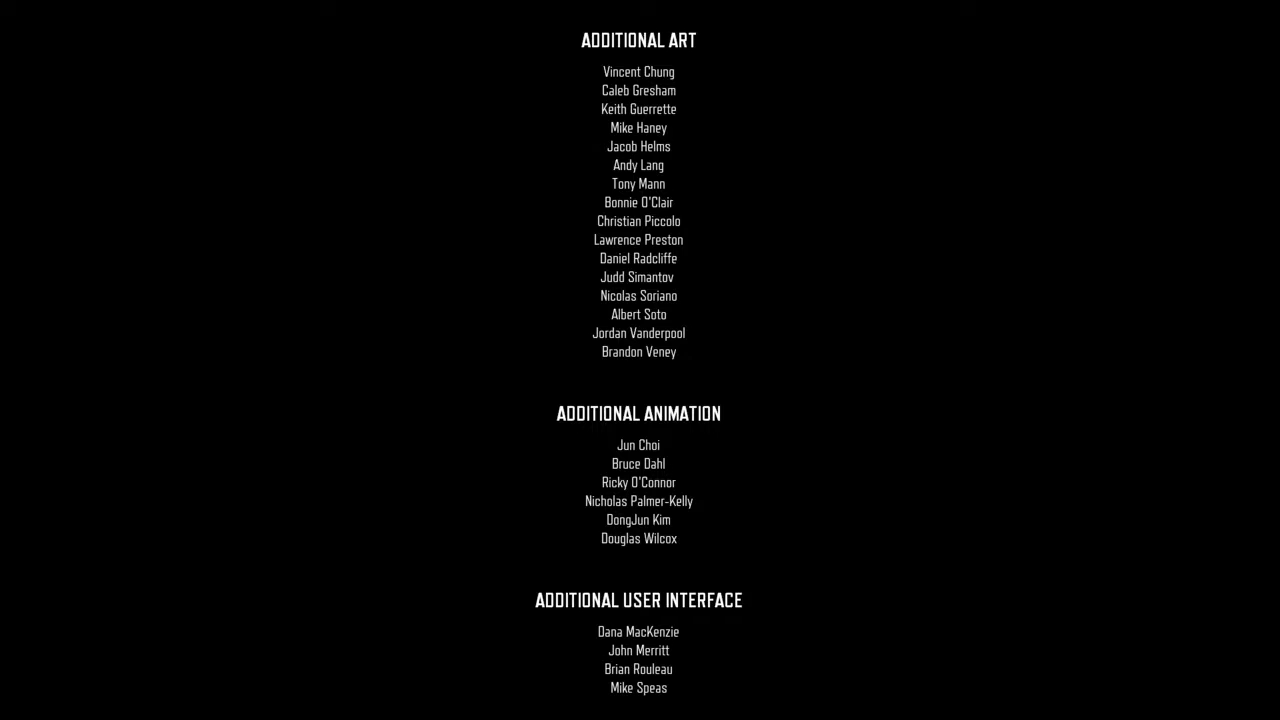 ADDITIONAL ART
Vincent Chung
Caleb Gresham
Keith Guerrette
Mike Haney
Jacob Helms
Andy Lang
Tony Mann
Bonnie O'Clair
Christian Piccolo
Lawrence Preston
Daniel Radcliffe
Judd Simantov
Nicolas Soriano
Albert Soto
Jordan Vanderpool
Brandon Veney
ADDITIONAL ANIMATION
Jun Choi
Bruce Dahl
Ricky O'Connor
Nicholas Palmer-Kelly
DongJun Kim
Douglas Wilcox
ADDITIONAL USER INTERFACE
Dana MacKenzie
John Merritt
Brian Rouleau
Mike Speas